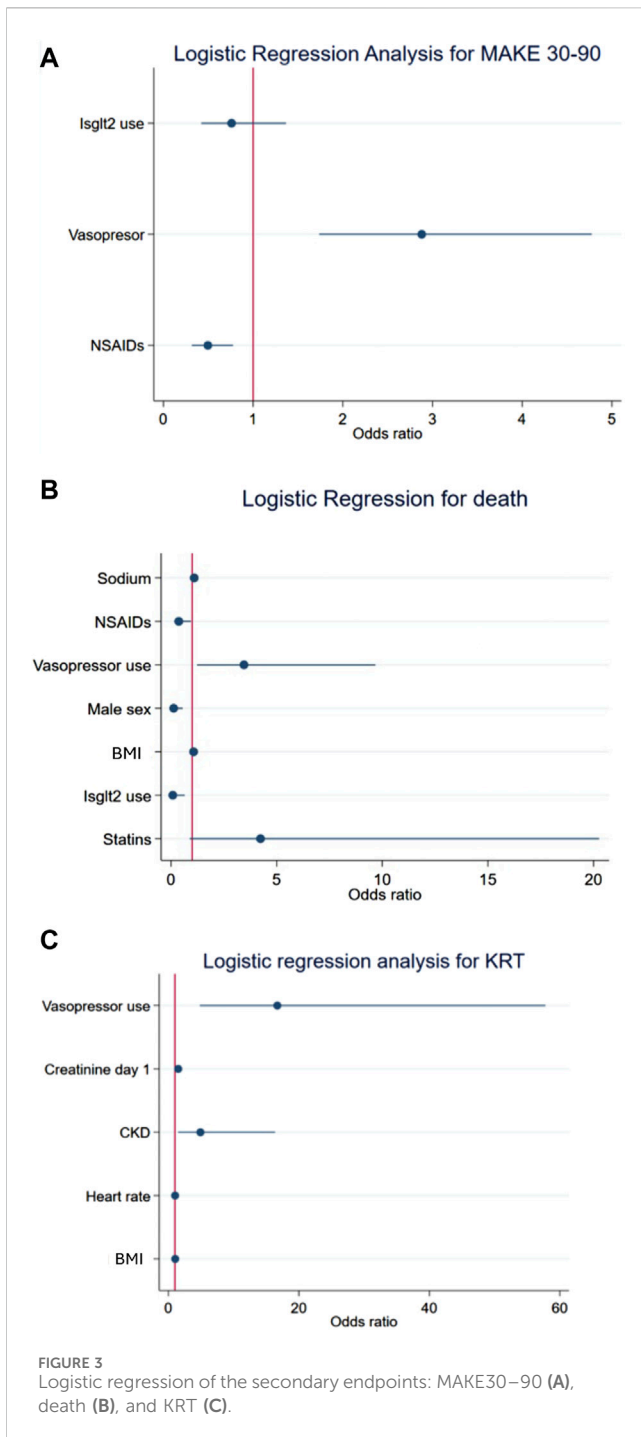 A
Logistic Regression Analysis for MAKE 30-90
Isglt2 use
Vasopresor
NSAIDs
0 1 2 3 4 5
Odds ratio
B
Logistic Regression for death
Sodium
NSAIDs
Vasopressor use
Male sex
BMI
Isglt2 use
Statins
0 5 10 15 20
Odds ratio
C
Logistic regression analysis for KRT
Vasopressor use
Creatinine day 1
CKD
Heart rate
BMI
0 20 40 60
Odds ratio
FIGURE 3
Logistic regression of the secondary endpoints: MAKE30–90 (A),
death (B), and KRT (C).